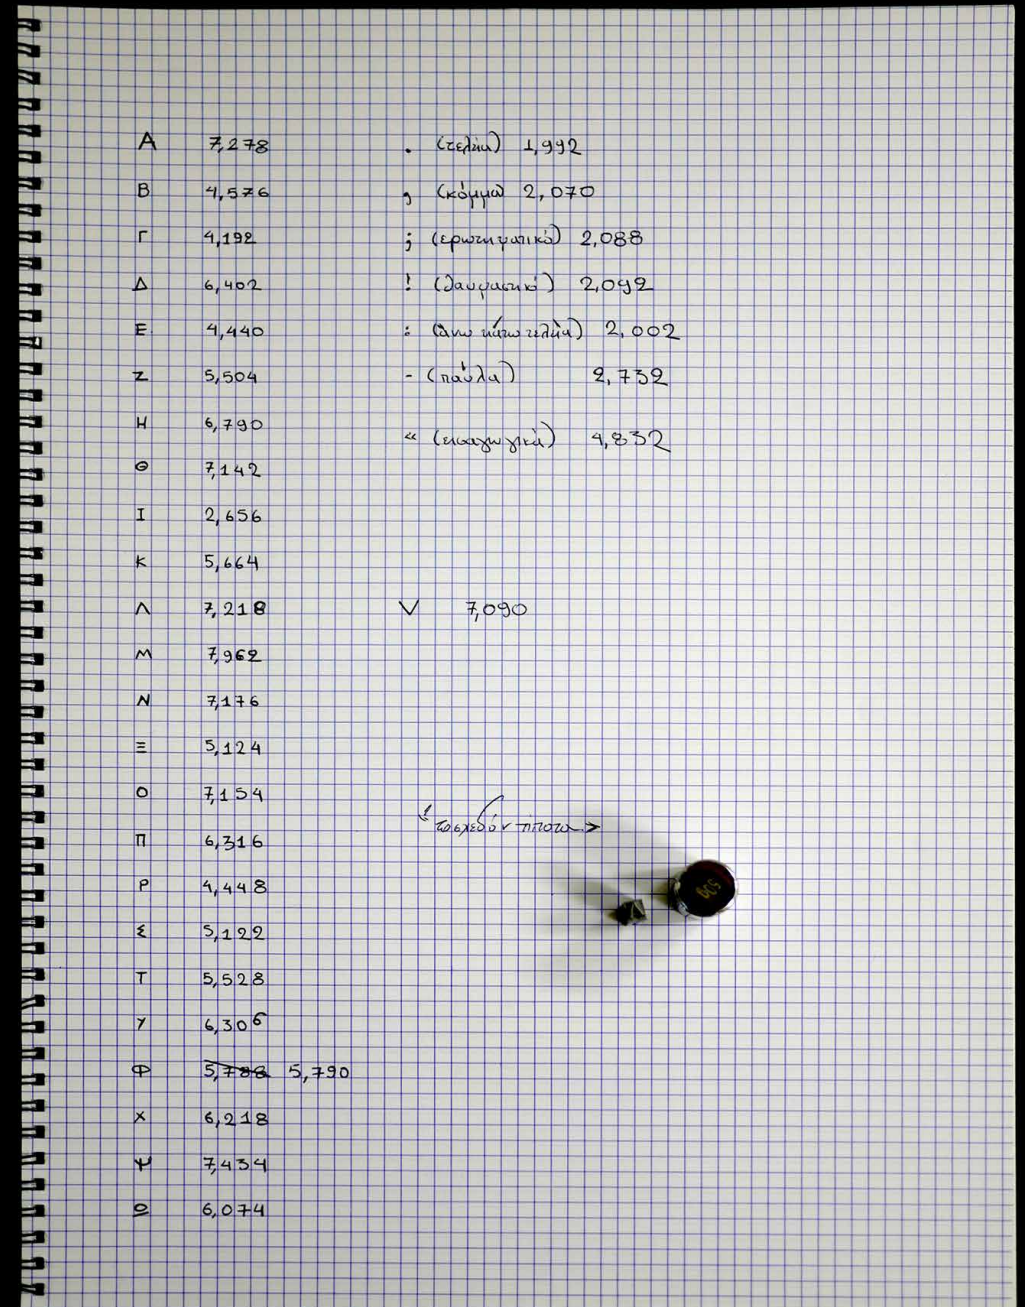 Α 7,278 . (τελεία) 1,992
Β 4,576 , (κόμμα) 2,070
Γ 4,192 ; (ερωτηματικό) 2,088
Δ 6,402 ! (θαυμαστικό) 2,092
Ε 4,440 : (άνω κάτω τελεία) 2,002
Ζ 5,504 - (παύλα) 2,732
Η 6,790 " (εισαγωγικά) 4,832
Θ 7,142
Ι 2,656
Κ 5,664
Λ 7,218 V 7,090
Μ 7,962
Ν 7,176
Ξ 5,124
Ο 7,154
το σχεδόν τίποτα
Π 6,316
Ρ 4,448
Σ 5,122
Τ 5,528
Υ 6,306
Φ 5,788 5,790
Χ 6,218
Ψ 7,434
Ω 6,074